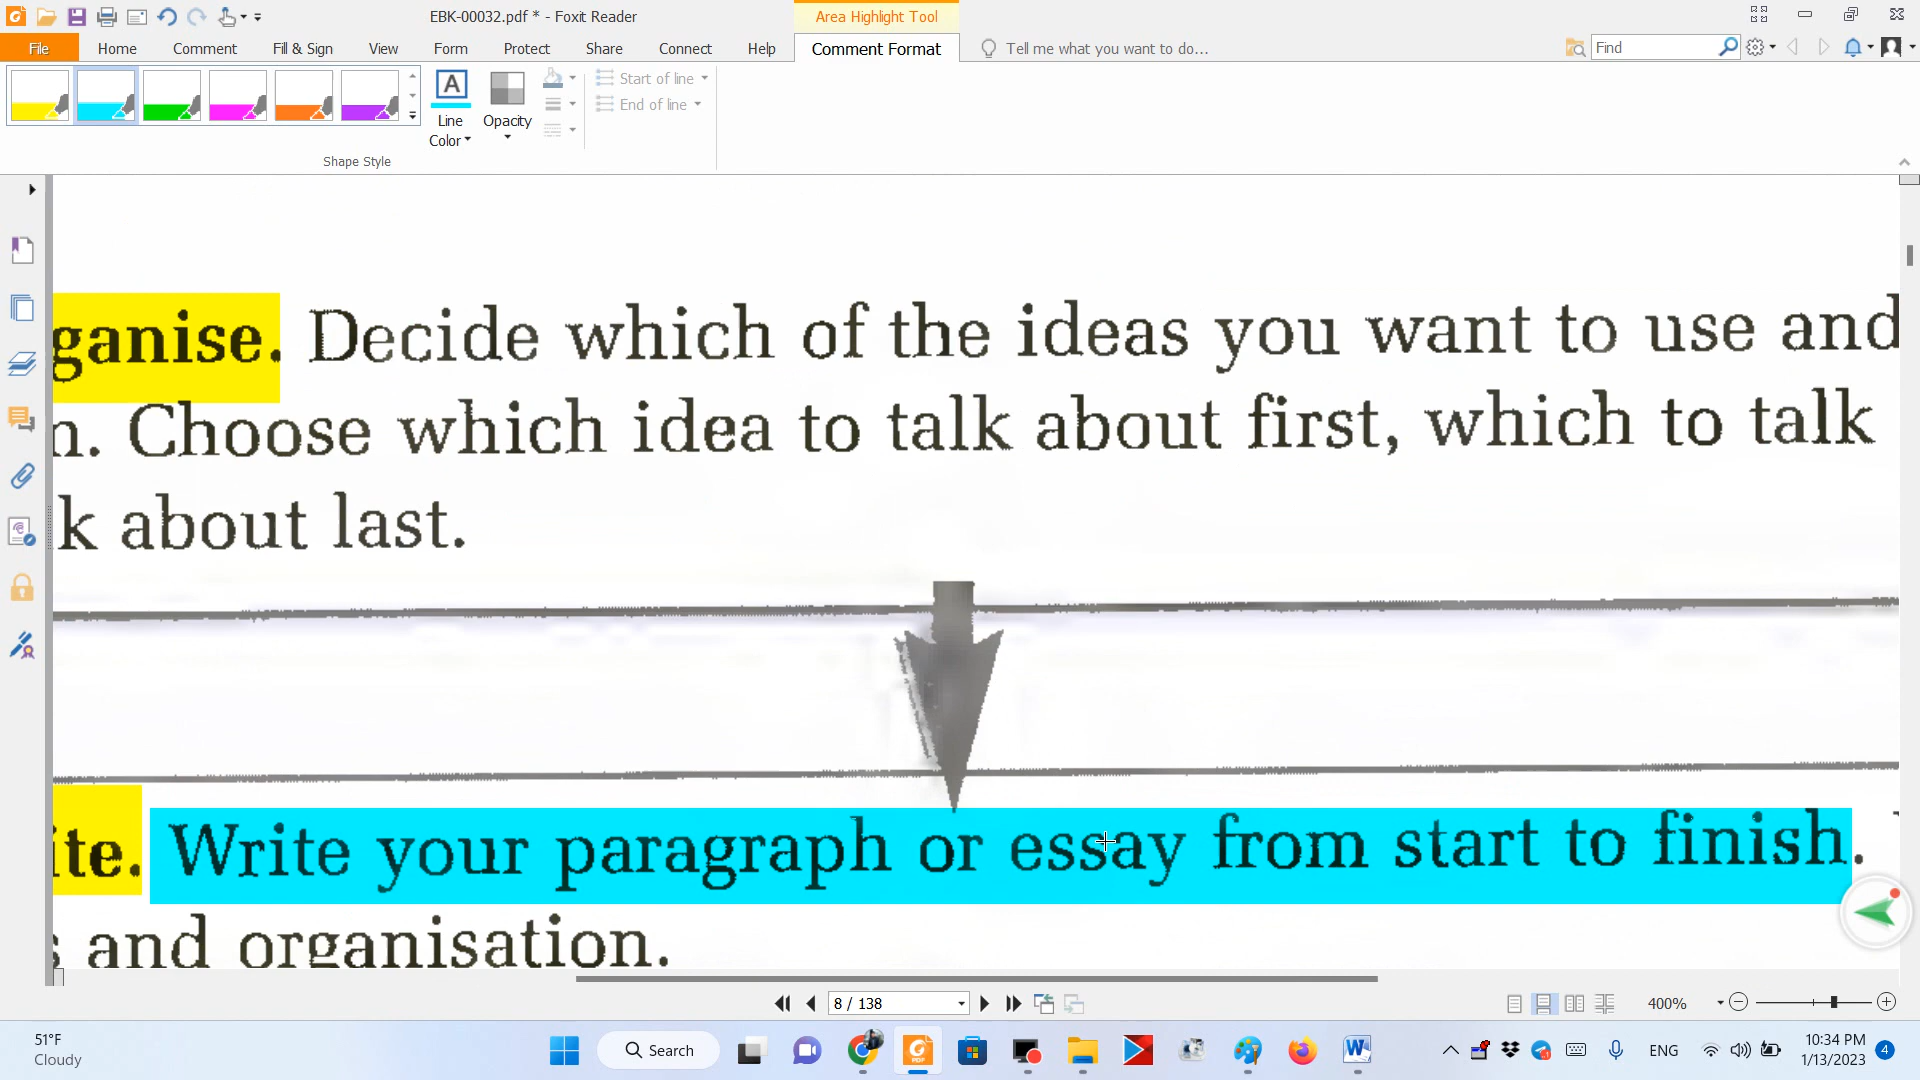 EBK-00032.pdf * - Foxit Reader
Area Highlight Tool
File
Home
Comment
Fill & Sign
View
Form
Protect
Share
Connect
Help
Comment Format
Tell me what you want to do...
Find
A
Line
Color
Opacity
Start of line
End of line
Shape Style
ganise. Decide which of the ideas you want to use and
n. Choose which idea to talk about first, which to talk
k about last.
ite. Write your paragraph or essay from start to finish.
s and organisation.
8 / 138
400%
51°F
Cloudy
Search
ENG
10:34 PM
1/13/2023
4